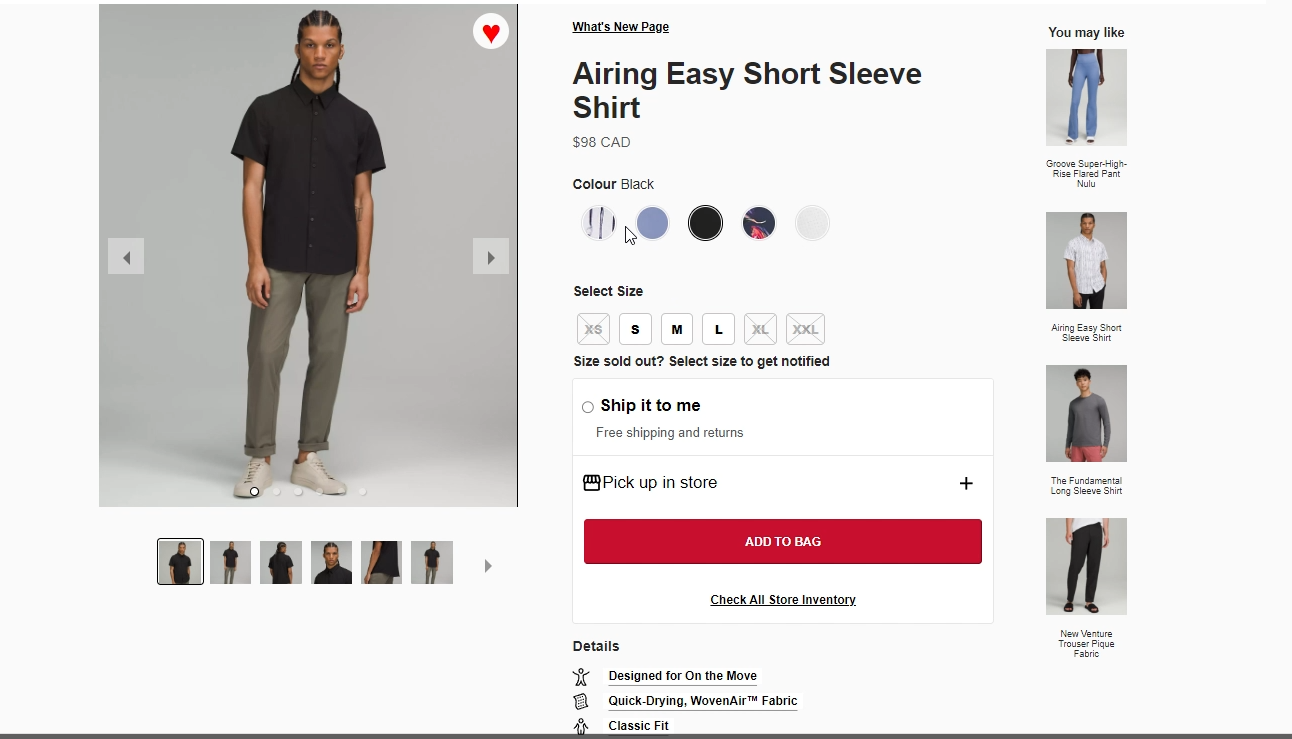 What's New Page
Airing Easy Short Sleeve
Shirt
$98 CAD
Colour Black
Select Size
XS S M L XL XXL
Size sold out? Select size to get notified
Ship it to me
Free shipping and returns
Pick up in store
ADD TO BAG
Check All Store Inventory
Details
Designed for On the Move
Quick-Drying, WovenAir™ Fabric
Classic Fit
You may like
Groove Super-High-
Rise Flared Pant
Nulu
Airing Easy Short
Sleeve Shirt
The Fundamental
Long Sleeve Shirt
New Venture
Trouser Pique
Fabric